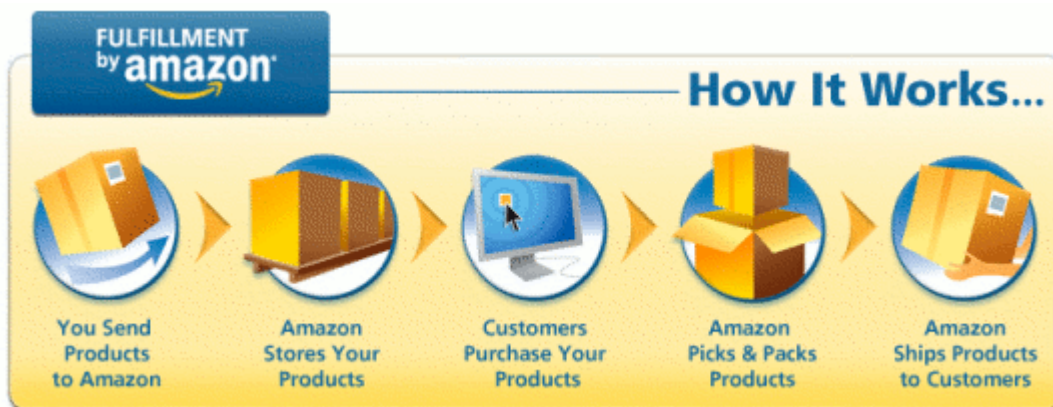 FULFILLMENT
by amazon
How It Works...
You Send
Products
to Amazon
Amazon
Stores Your
Products
Customers
Purchase Your
Products
Amazon
Picks & Packs
Products
Amazon
Ships Products
to Customers